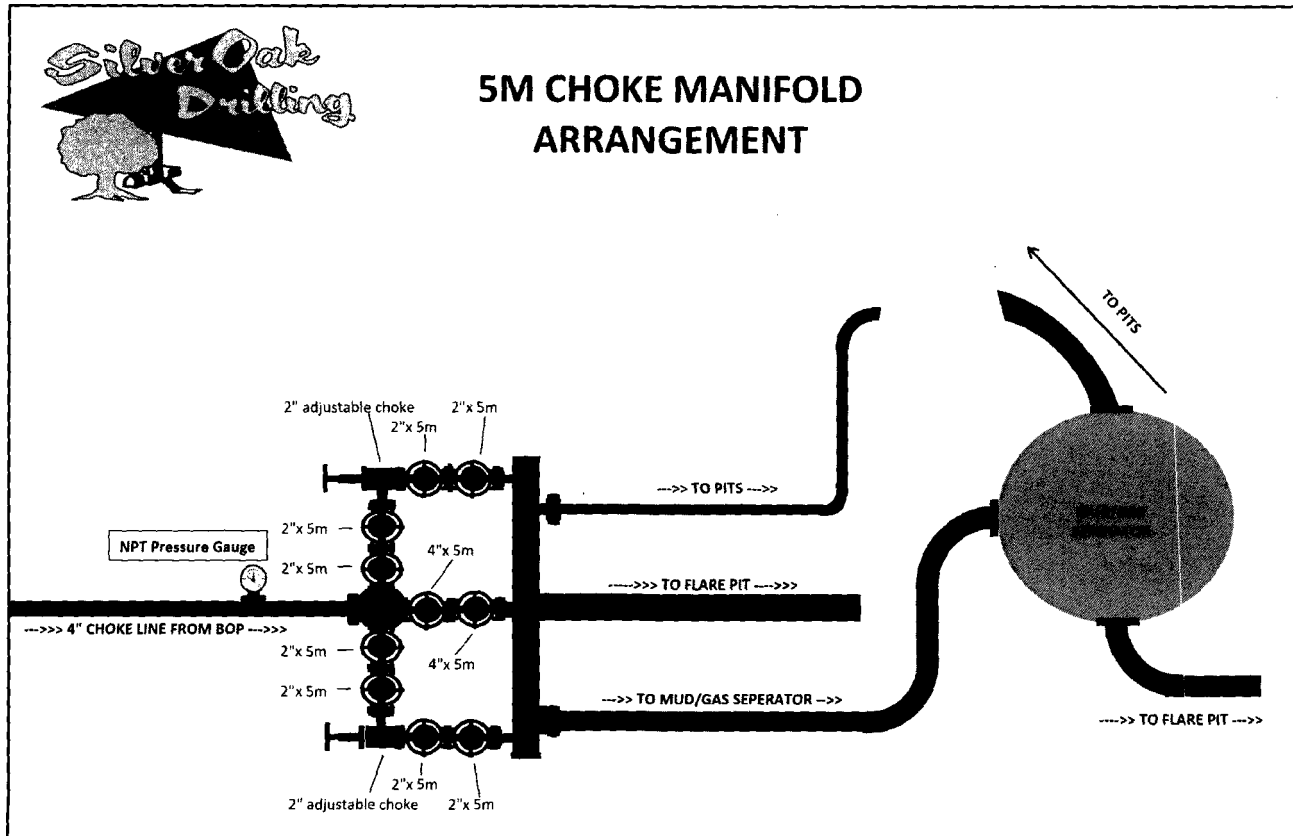 Silver Oak
Drilling
5M CHOKE MANIFOLD
ARRANGEMENT
TO PITS
2" adjustable choke
2"x 5m
2"x 5m
--->> TO PITS --->>
2"x 5m
NPT Pressure Gauge
2"x 5m
4"x 5m
---->>> TO FLARE PIT ---->>>
--->>> 4" CHOKE LINE FROM BOP --->>>
2"x 5m
4"x 5m
2"x 5m
--->> TO MUD/GAS SEPERATOR -->>
--->> TO FLARE PIT --->>
2"x 5m
2" adjustable choke
2"x 5m